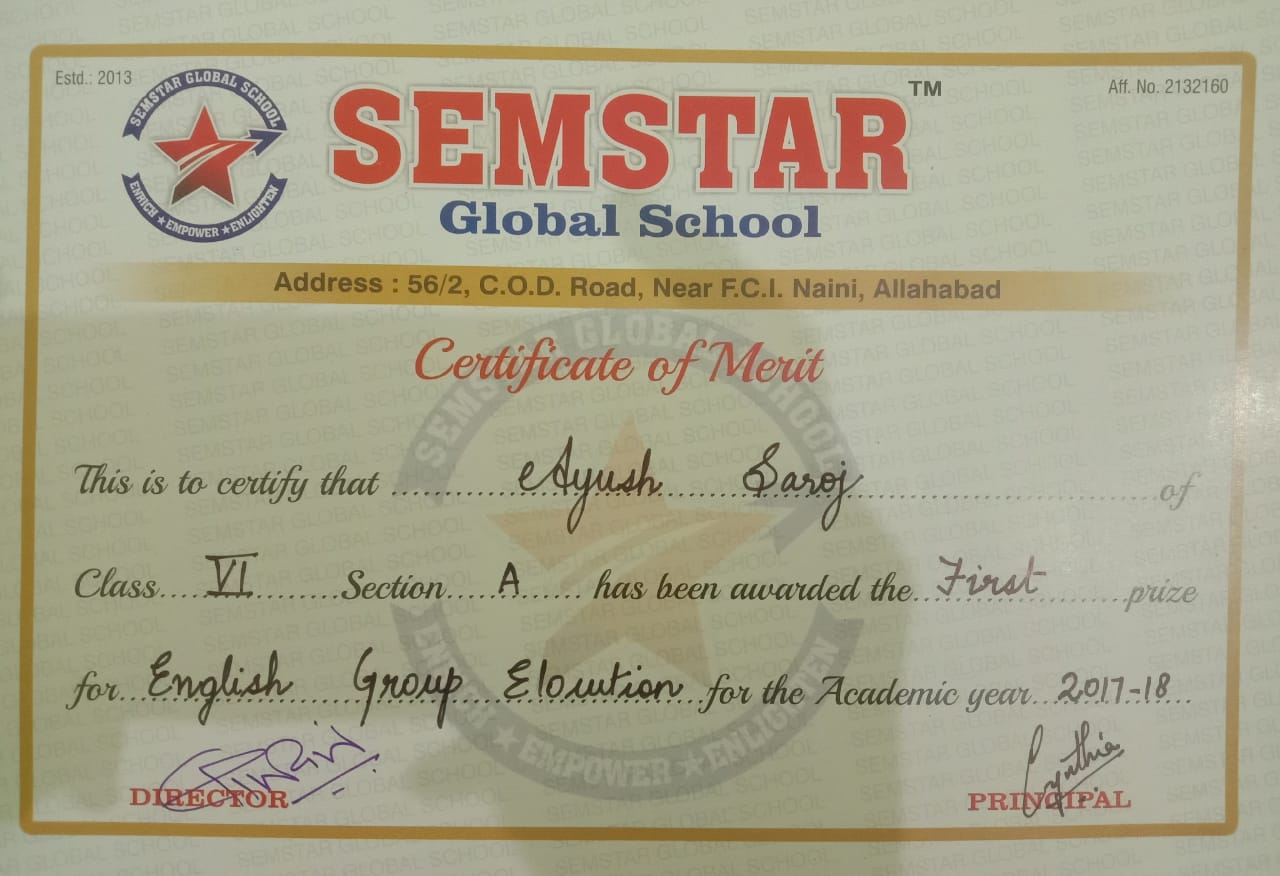 Estd.: 2013
SEMSTAR GLOBAL SCHOOL
ENRICH ★ EMPOWER ★ ENLIGHTEN
SEMSTAR™
Aff. No. 2132160
Global School
Address : 56/2, C.O.D. Road, Near F.C.I. Naini, Allahabad
Certificate of Merit
This is to certify that Ayush Saroj of
Class VI Section A has been awarded the First prize
for English Group Eloution for the Academic year 2017-18
DIRECTOR
Cynthia
PRINCIPAL